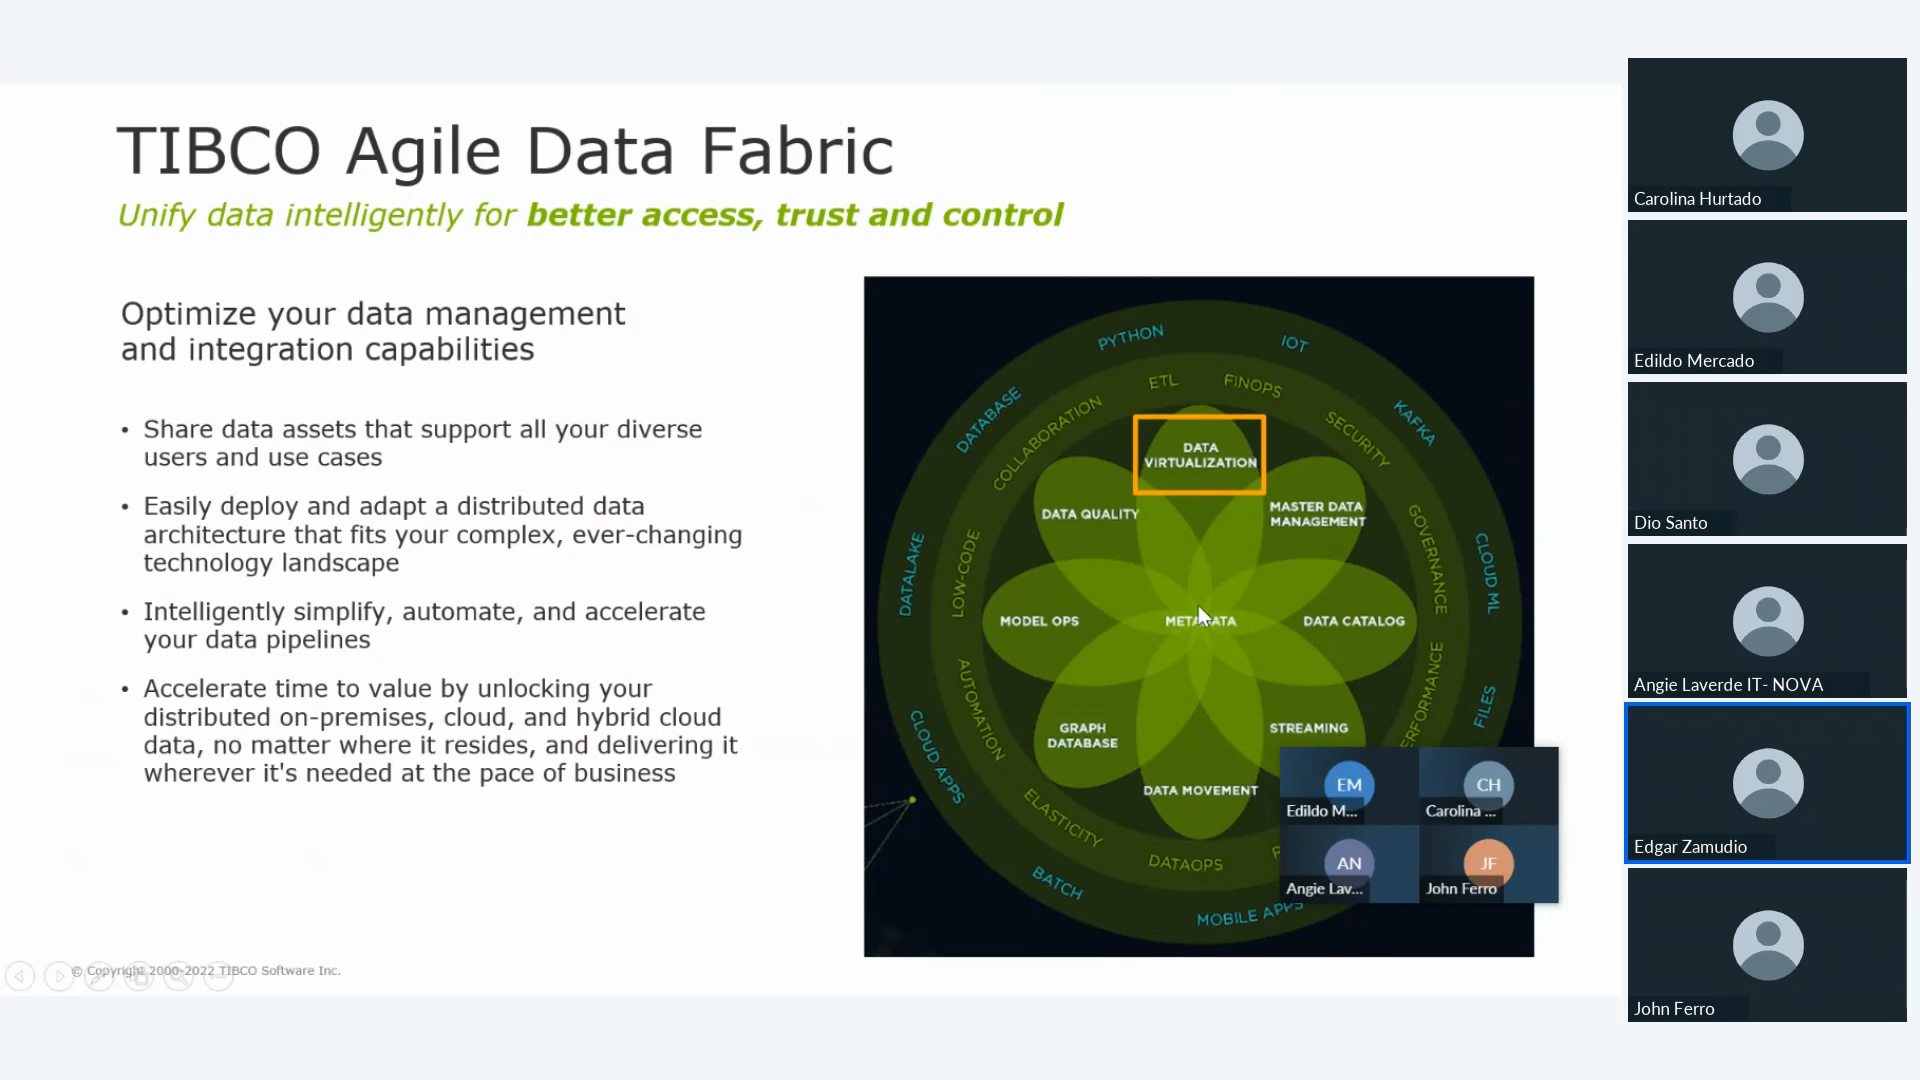 TIBCO Agile Data Fabric
Unify data intelligently for better access, trust and control
Optimize your data management
and integration capabilities
• Share data assets that support all your diverse
users and use cases
• Easily deploy and adapt a distributed data
architecture that fits your complex, ever-changing
technology landscape
• Intelligently simplify, automate, and accelerate
your data pipelines
• Accelerate time to value by unlocking your
distributed on-premises, cloud, and hybrid cloud
data, no matter where it resides, and delivering it
wherever it's needed at the pace of business
© Copyright 2000-2022 TIBCO Software Inc.
PYTHON
IOT
KAFKA
CLOUD ML
FILES
MOBILE APPS
BATCH
CLOUD APPS
DATALAKE
DATABASE
ETL
FINOPS
SECURITY
GOVERNANCE
DATAOPS
ELASTICITY
AUTOMATION
LOW-CODE
COLLABORATION
DATA
VIRTUALIZATION
MASTER DATA
MANAGEMENT
DATA CATALOG
STREAMING
DATA MOVEMENT
GRAPH
DATABASE
MODEL OPS
DATA QUALITY
EM
Edildo M...
CH
Carolina ...
AN
Angie Lav...
JF
John Ferro
Carolina Hurtado
Edildo Mercado
Dio Santo
Angie Laverde IT- NOVA
Edgar Zamudio
John Ferro